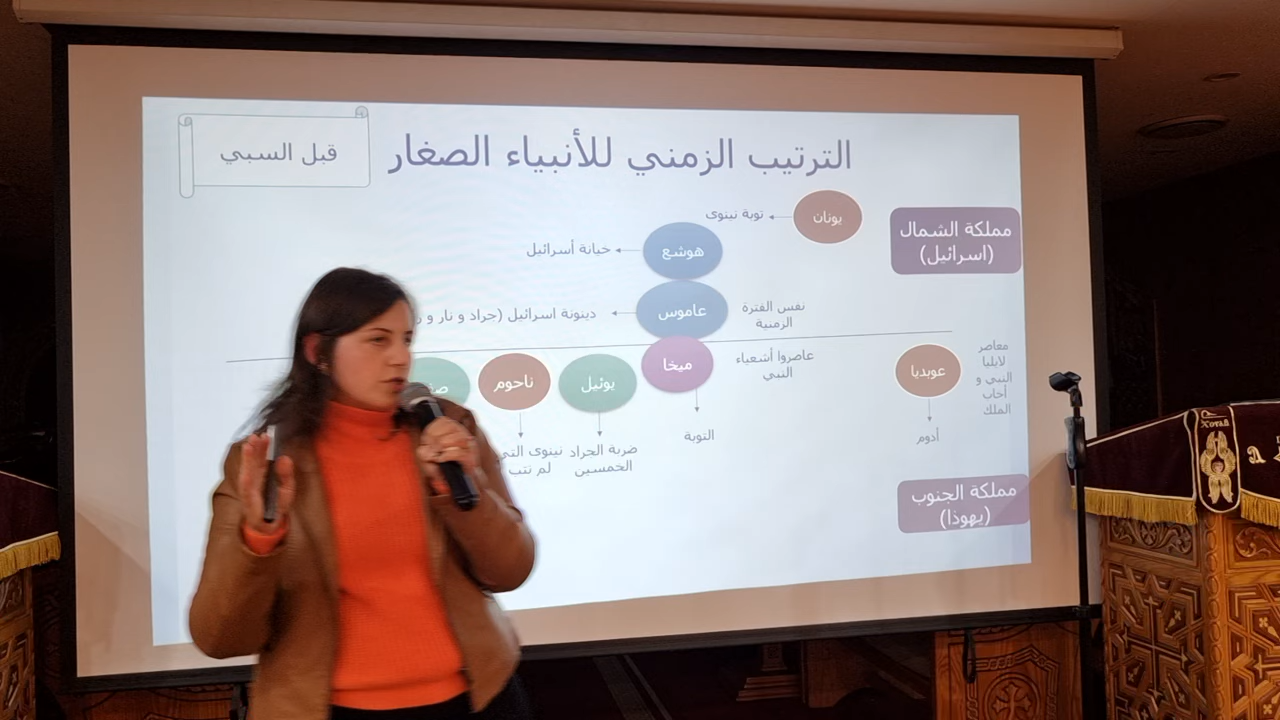 قبل السبي
الترتيب الزمني للأنبياء الصغار
مملكة الشمال
(اسرائيل)
يونان
توبة نينوى
هوشع
خيانة أسرائيل
نفس الفترة
الزمنية
عاموس
دينونة اسرائيل (جراد و نار و
معاصر
لايليا
النبي و
أخاب
الملك
عوبديا
أدوم
عاصروا أشعياء
النبي
ميخا
التوبة
يوئيل
ضربة الجراد
الخمسين
ناحوم
نينوى التي
لم تتب
مملكة الجنوب
(يهوذا)